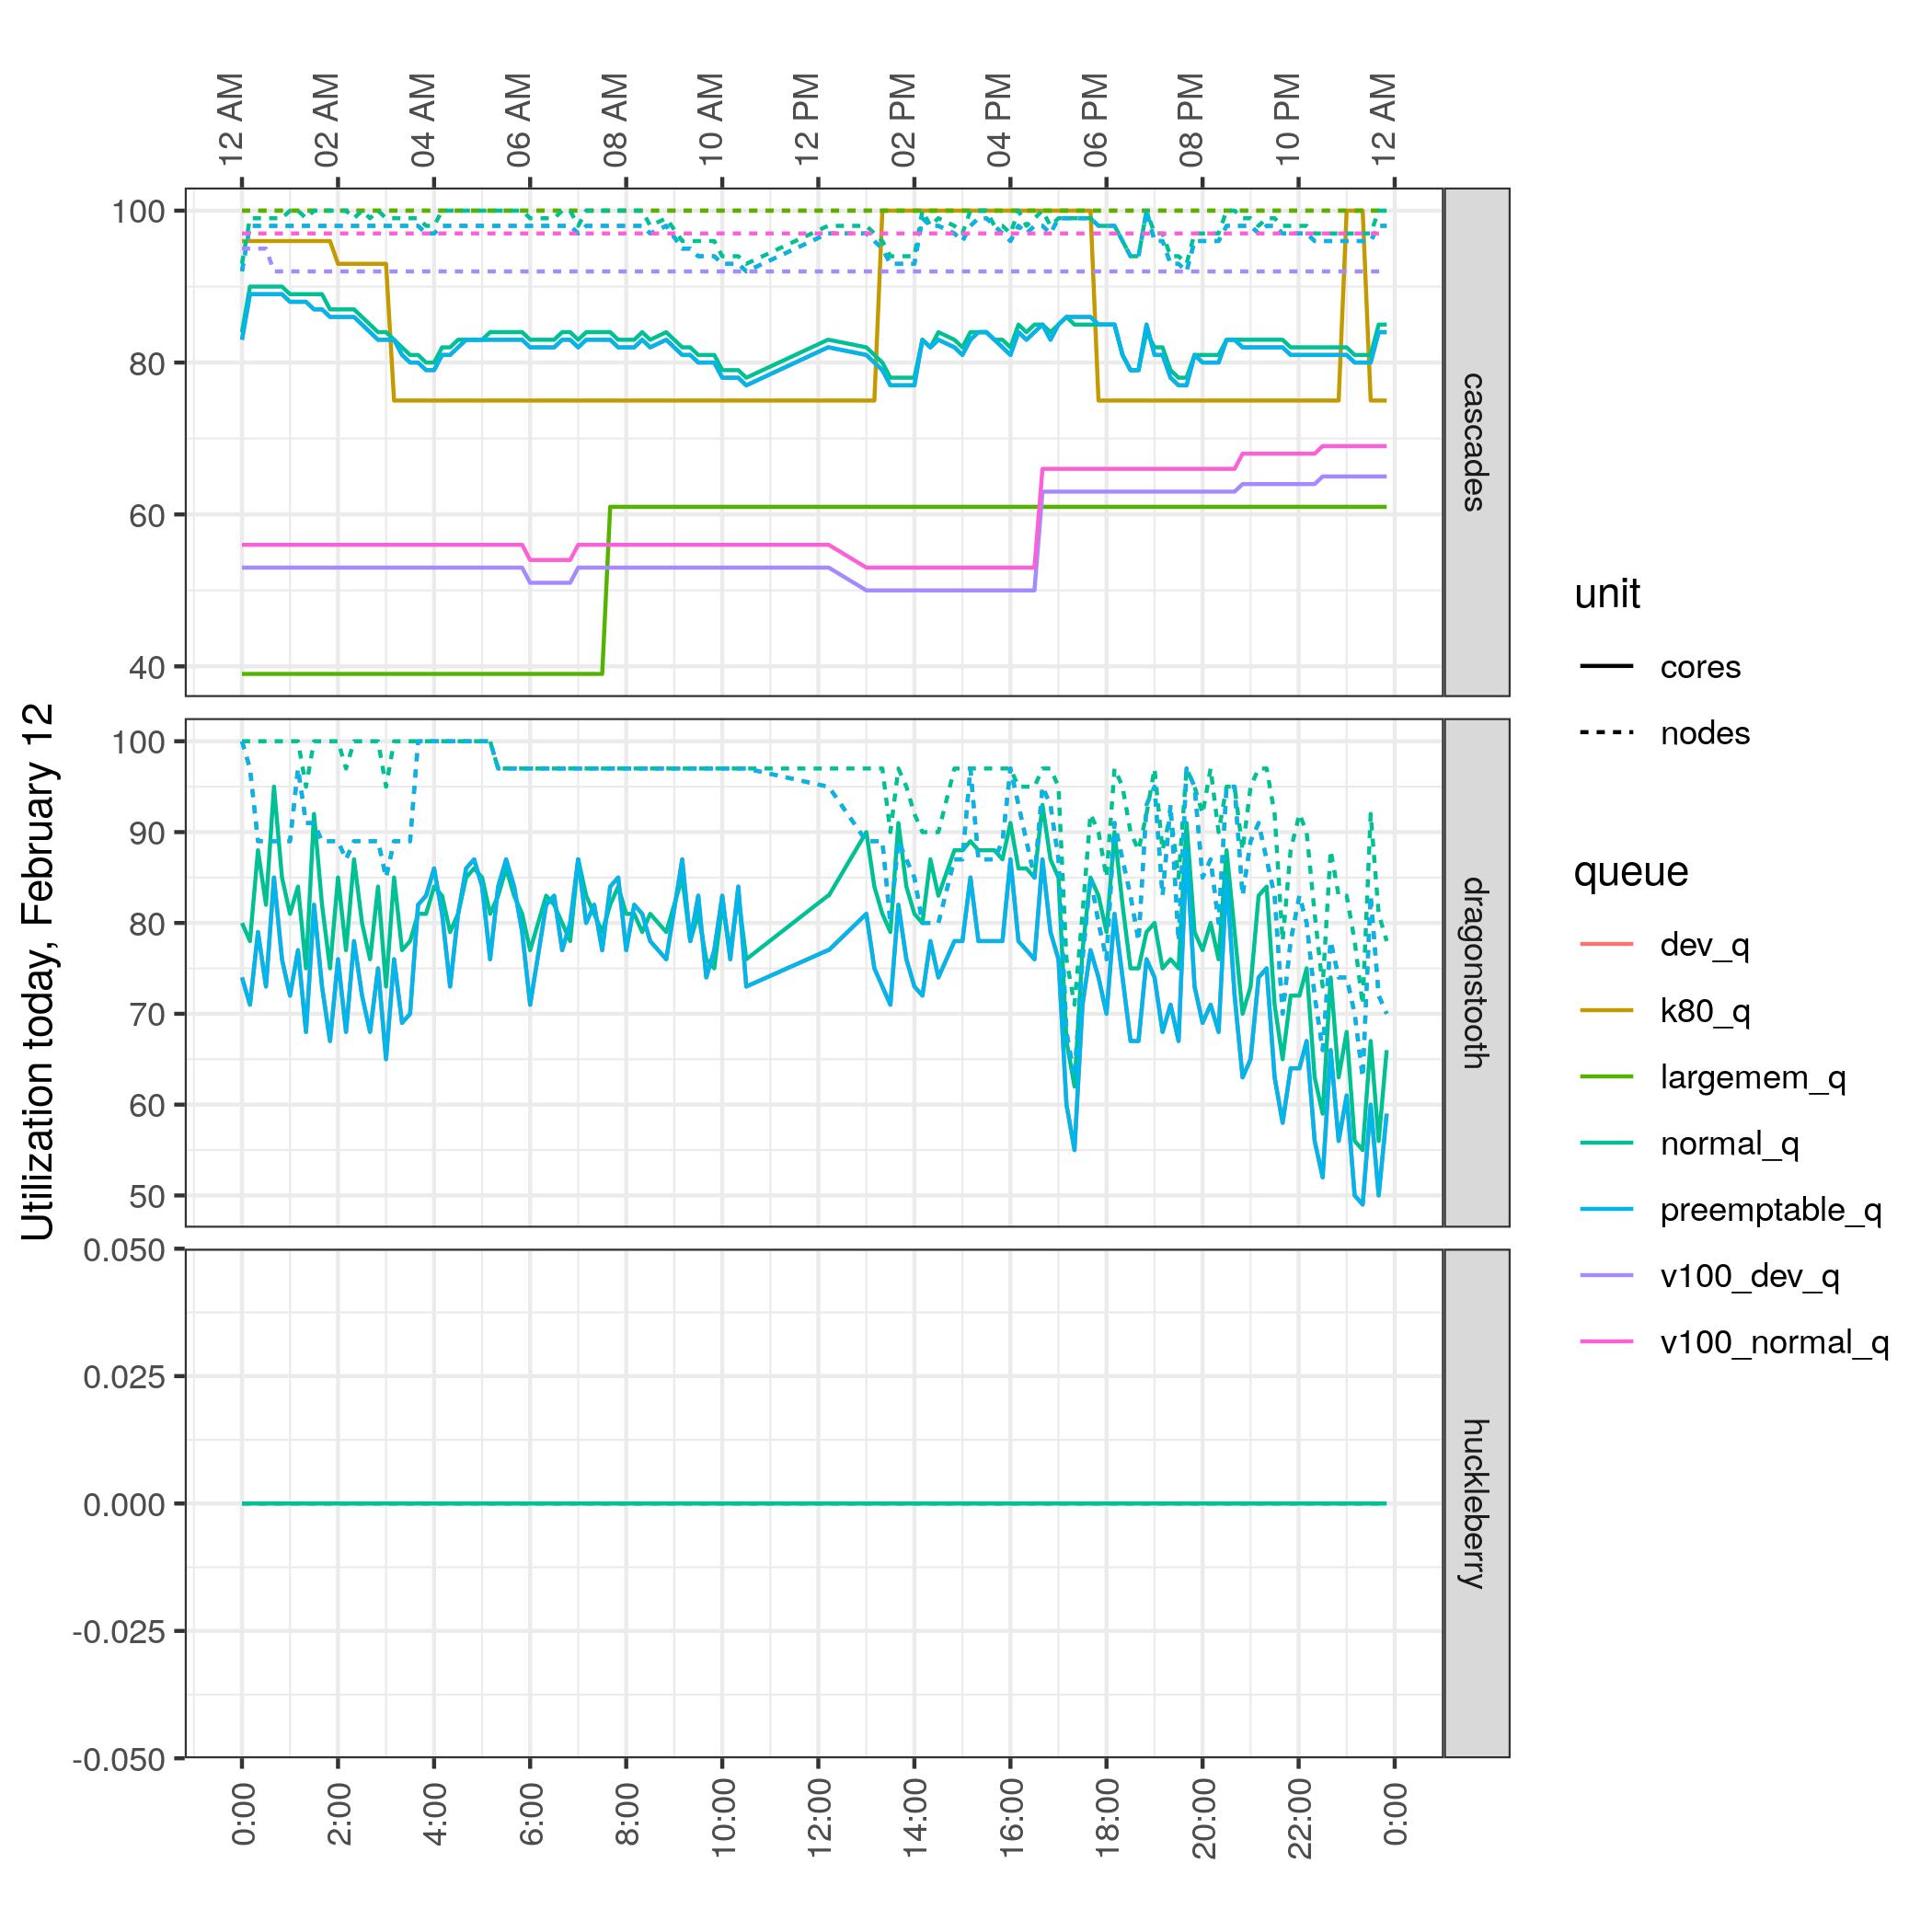 12 AM
02 AM
04 AM
06 AM
08 AM
10 AM
12 PM
02 PM
04 PM
06 PM
08 PM
10 PM
12 AM
Utilization today, February 12
100
80
60
40
cascades
100
90
80
70
60
50
dragonstooth
0.050
0.025
0.000
-0.025
-0.050
huckleberry
0:00
2:00
4:00
6:00
8:00
10:00
12:00
14:00
16:00
18:00
20:00
22:00
0:00
unit
cores
nodes
queue
dev_q
k80_q
largemem_q
normal_q
preemptable_q
v100_dev_q
v100_normal_q